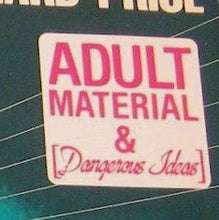 ADULT
MATERIAL
&
[Dangerous Ideas]